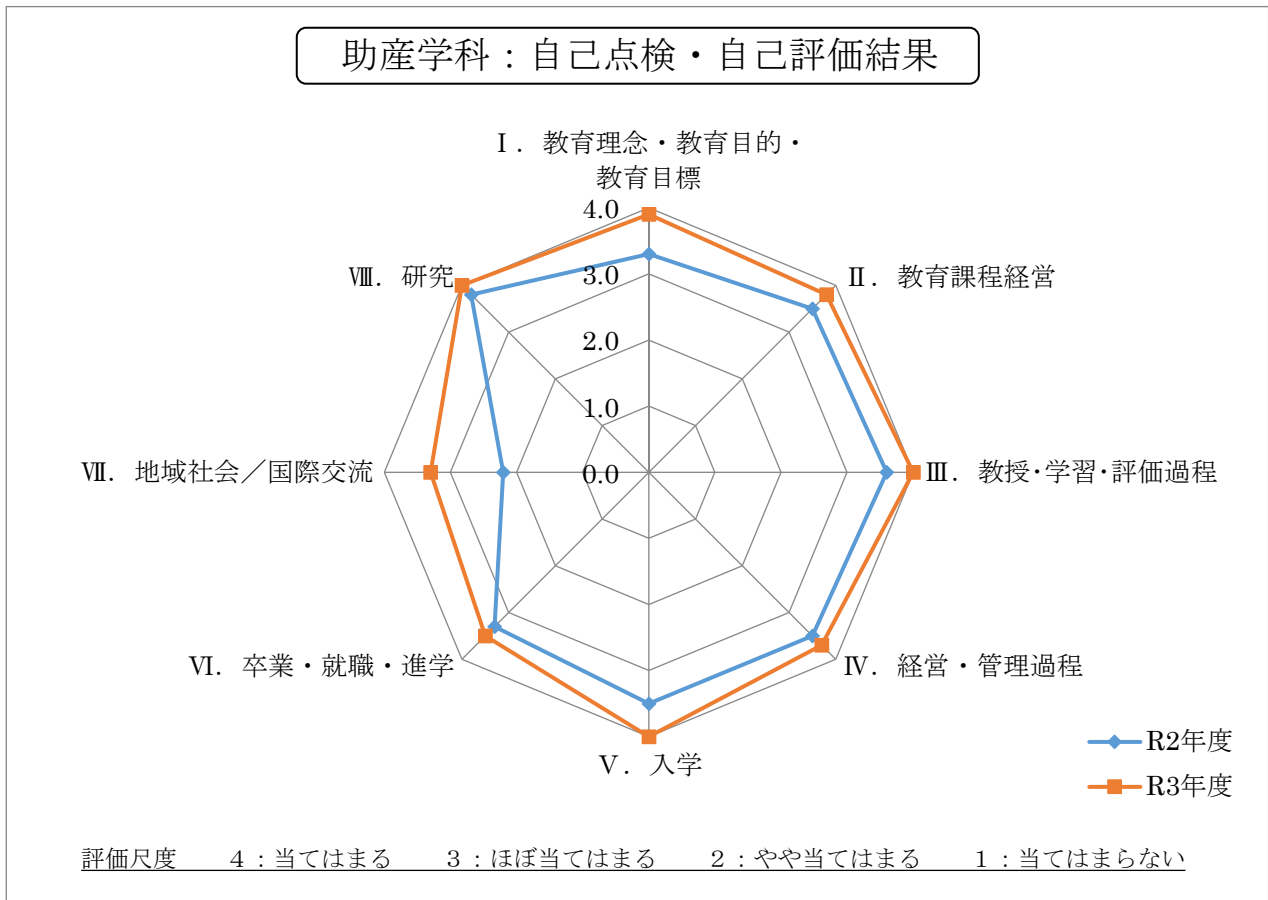 助産学科：自己点検・自己評価結果
Ⅰ．教育理念・教育目的・
教育目標
4.0
3.0
2.0
1.0
0.0
Ⅱ．教育課程経営
Ⅲ．教授･学習･評価過程
Ⅳ．経営・管理過程
Ⅴ．入学
Ⅵ．卒業・就職・進学
Ⅶ．地域社会／国際交流
Ⅷ．研究
R2年度
R3年度
評価尺度　４：当てはまる　３：ほぼ当てはまる　２：やや当てはまる　１：当てはまらない